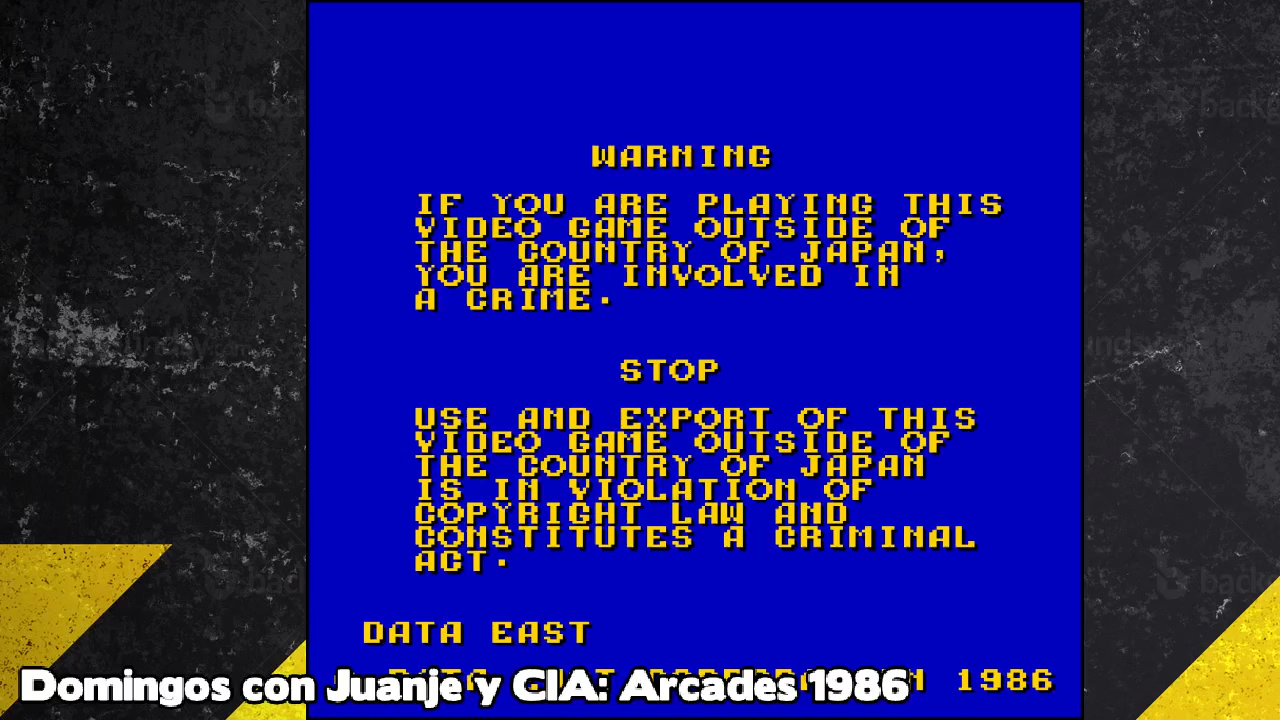 WARNING
IF YOU ARE PLAYING THIS
VIDEO GAME OUTSIDE OF
THE COUNTRY OF JAPAN,
YOU ARE INVOLVED IN
A CRIME.
STOP
USE AND EXPORT OF THIS
VIDEO GAME OUTSIDE OF
THE COUNTRY OF JAPAN
IS IN VIOLATION OF
COPYRIGHT LAW AND
CONSTITUTES A CRIMINAL
ACT.
DATA EAST
1986
Domingos con Juanje y CIA: Arcades 1986